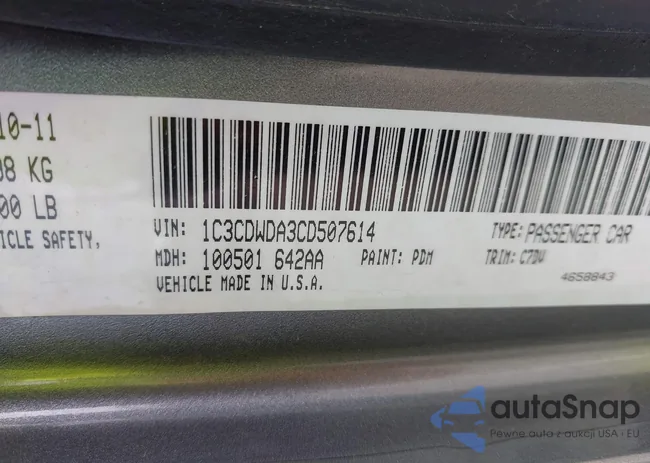 10-11
98 KG
00 LB
ICLE SAFETY,
VIN: 1C3CDWDA3CD507614
TYPE: PASSENGER CAR
MDH: 100501 642AA
PAINT: PDM
TRIM: C7DV
VEHICLE MADE IN U.S.A.
4658843
autaSnap
Pewne auta z aukcji USA - EU